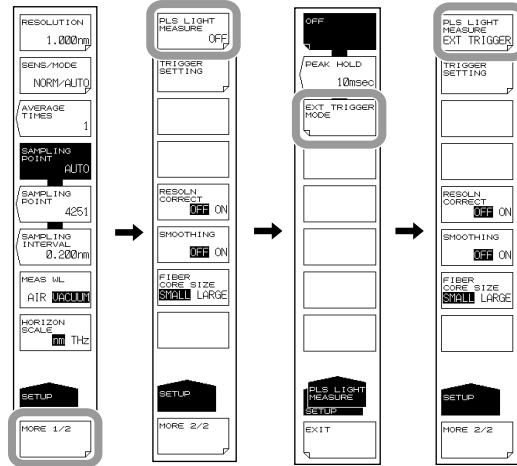 RESOLUTION
1.000nm
SENS/MODE
NORM/AUTO
AVERAGE
TIMES
1
SAMPLING
POINT
AUTO
SAMPLING
POINT
4251
SAMPLING
INTERVAL
0.200nm
MEAS WL
AIR VACUUM
HORIZON
SCALE
nm THz
SETUP
MORE 1/2
PLS LIGHT
MEASURE
OFF
TRIGGER
SETTING
RESOLN
CORRECT
OFF ON
SMOOTHING
OFF ON
FIBER
CORE SIZE
SMALL LARGE
SETUP
MORE 2/2
OFF
PEAK HOLD
10msec
EXT TRIGGER
MODE
PLS LIGHT
MEASURE
SETUP
EXIT
PLS LIGHT
MEASURE
EXT TRIGGER
TRIGGER
SETTING
RESOLN
CORRECT
OFF ON
SMOOTHING
OFF ON
FIBER
CORE SIZE
SMALL LARGE
SETUP
MORE 2/2